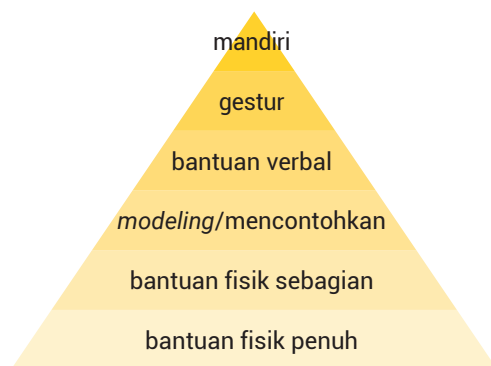 mandiri
gestur
bantuan verbal
modeling/mencontohkan
bantuan fisik sebagian
bantuan fisik penuh